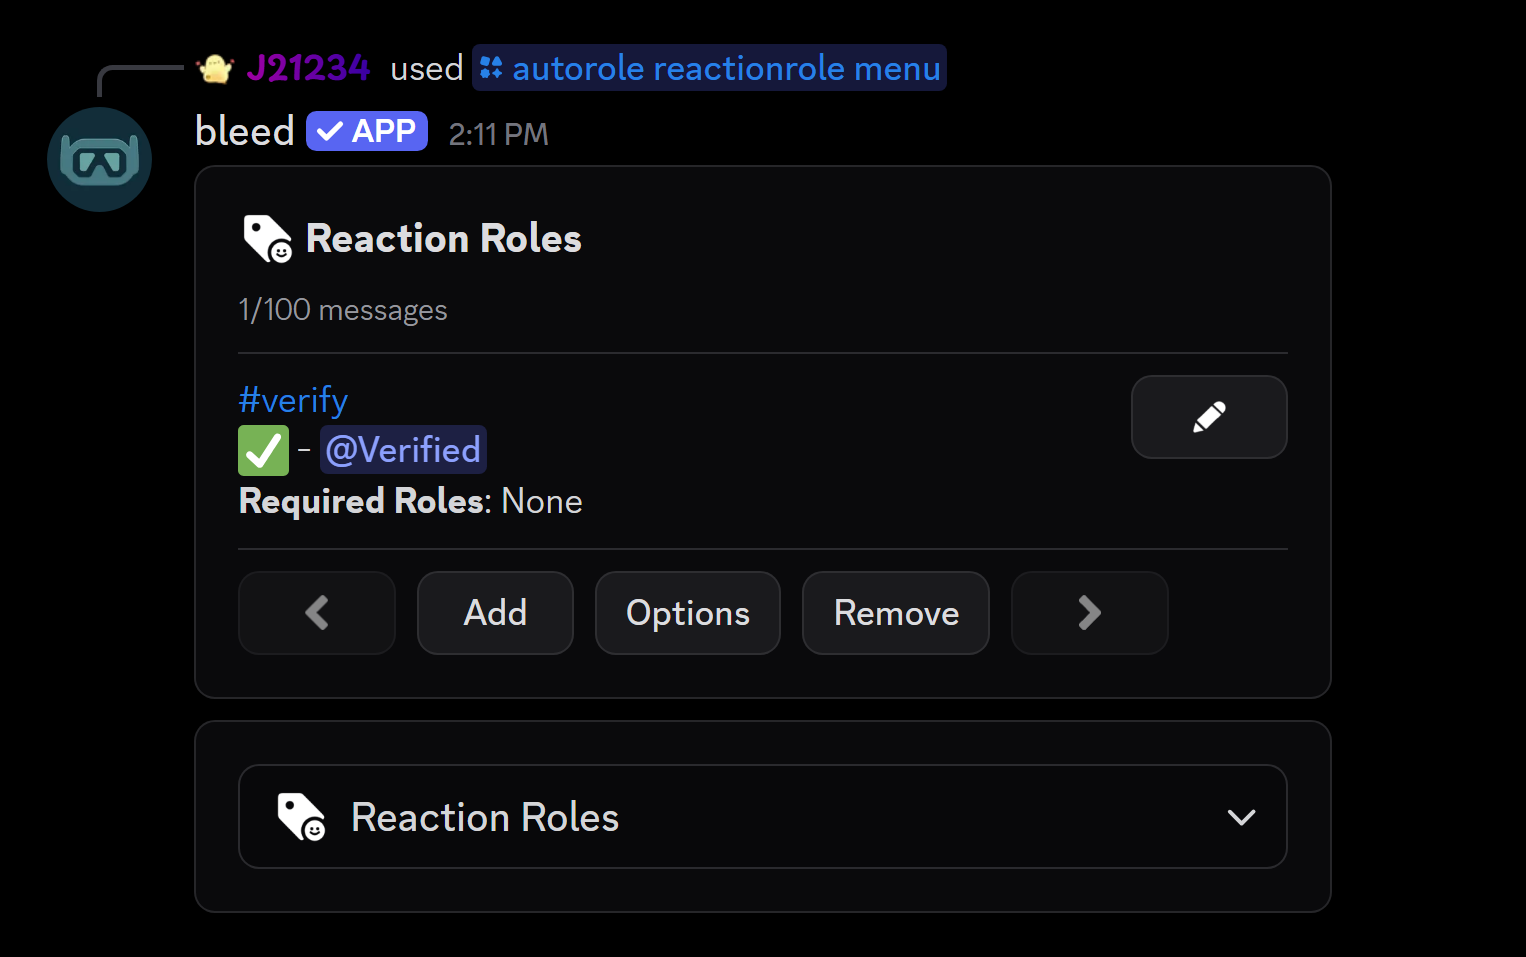 J21234 used autorole reactionrole menu
bleed APP 2:11 PM
Reaction Roles
1/100 messages
#verify
✅ - @Verified
Required Roles: None
Add Options Remove
Reaction Roles